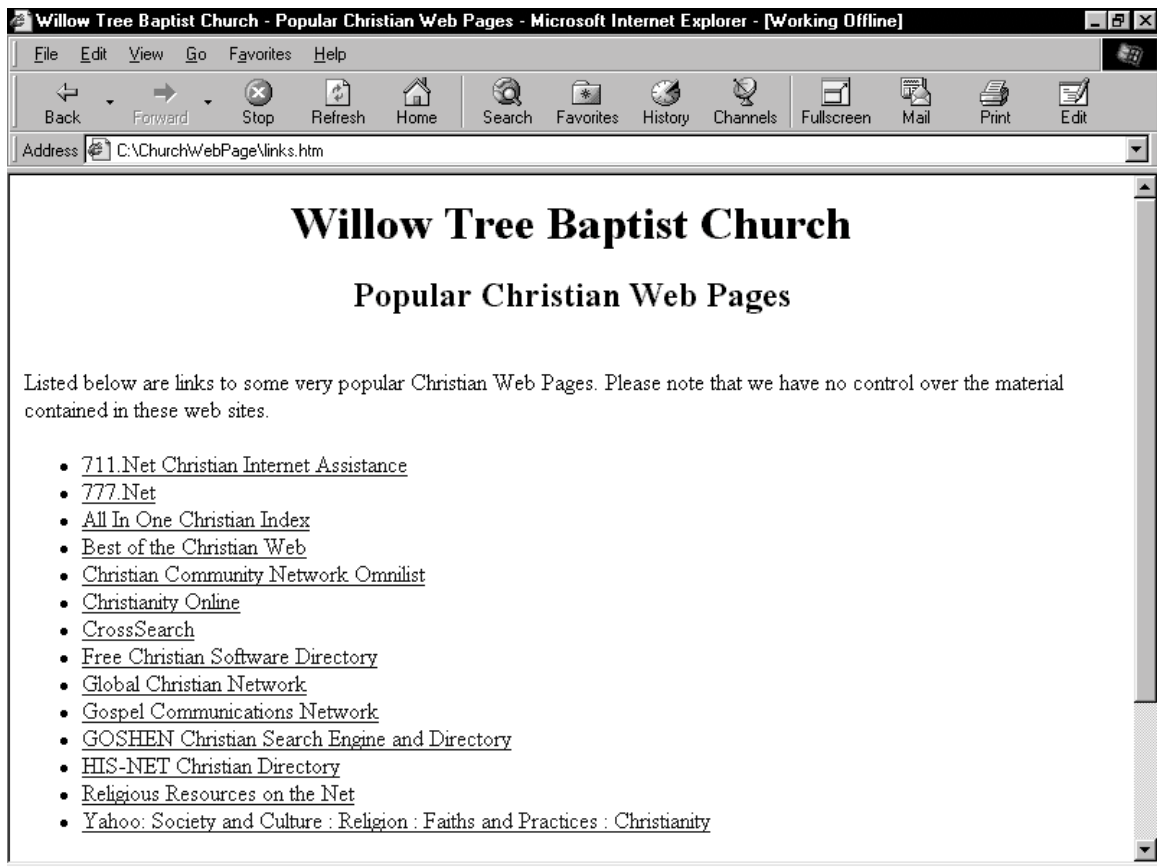 Willow Tree Baptist Church - Popular Christian Web Pages - Microsoft Internet Explorer - [Working Offline]
File Edit View Go Favorites Help
Back Forward Stop Refresh Home Search Favorites History Channels Fullscreen Mail Print Edit
Address C:\ChurchWebPage\links.htm
Willow Tree Baptist Church
Popular Christian Web Pages
Listed below are links to some very popular Christian Web Pages. Please note that we have no control over the material
contained in these web sites.
• 711.Net Christian Internet Assistance
• 777.Net
• All In One Christian Index
• Best of the Christian Web
• Christian Community Network Omnilist
• Christianity Online
• CrossSearch
• Free Christian Software Directory
• Global Christian Network
• Gospel Communications Network
• GOSHEN Christian Search Engine and Directory
• HIS-NET Christian Directory
• Religious Resources on the Net
• Yahoo: Society and Culture : Religion : Faiths and Practices : Christianity